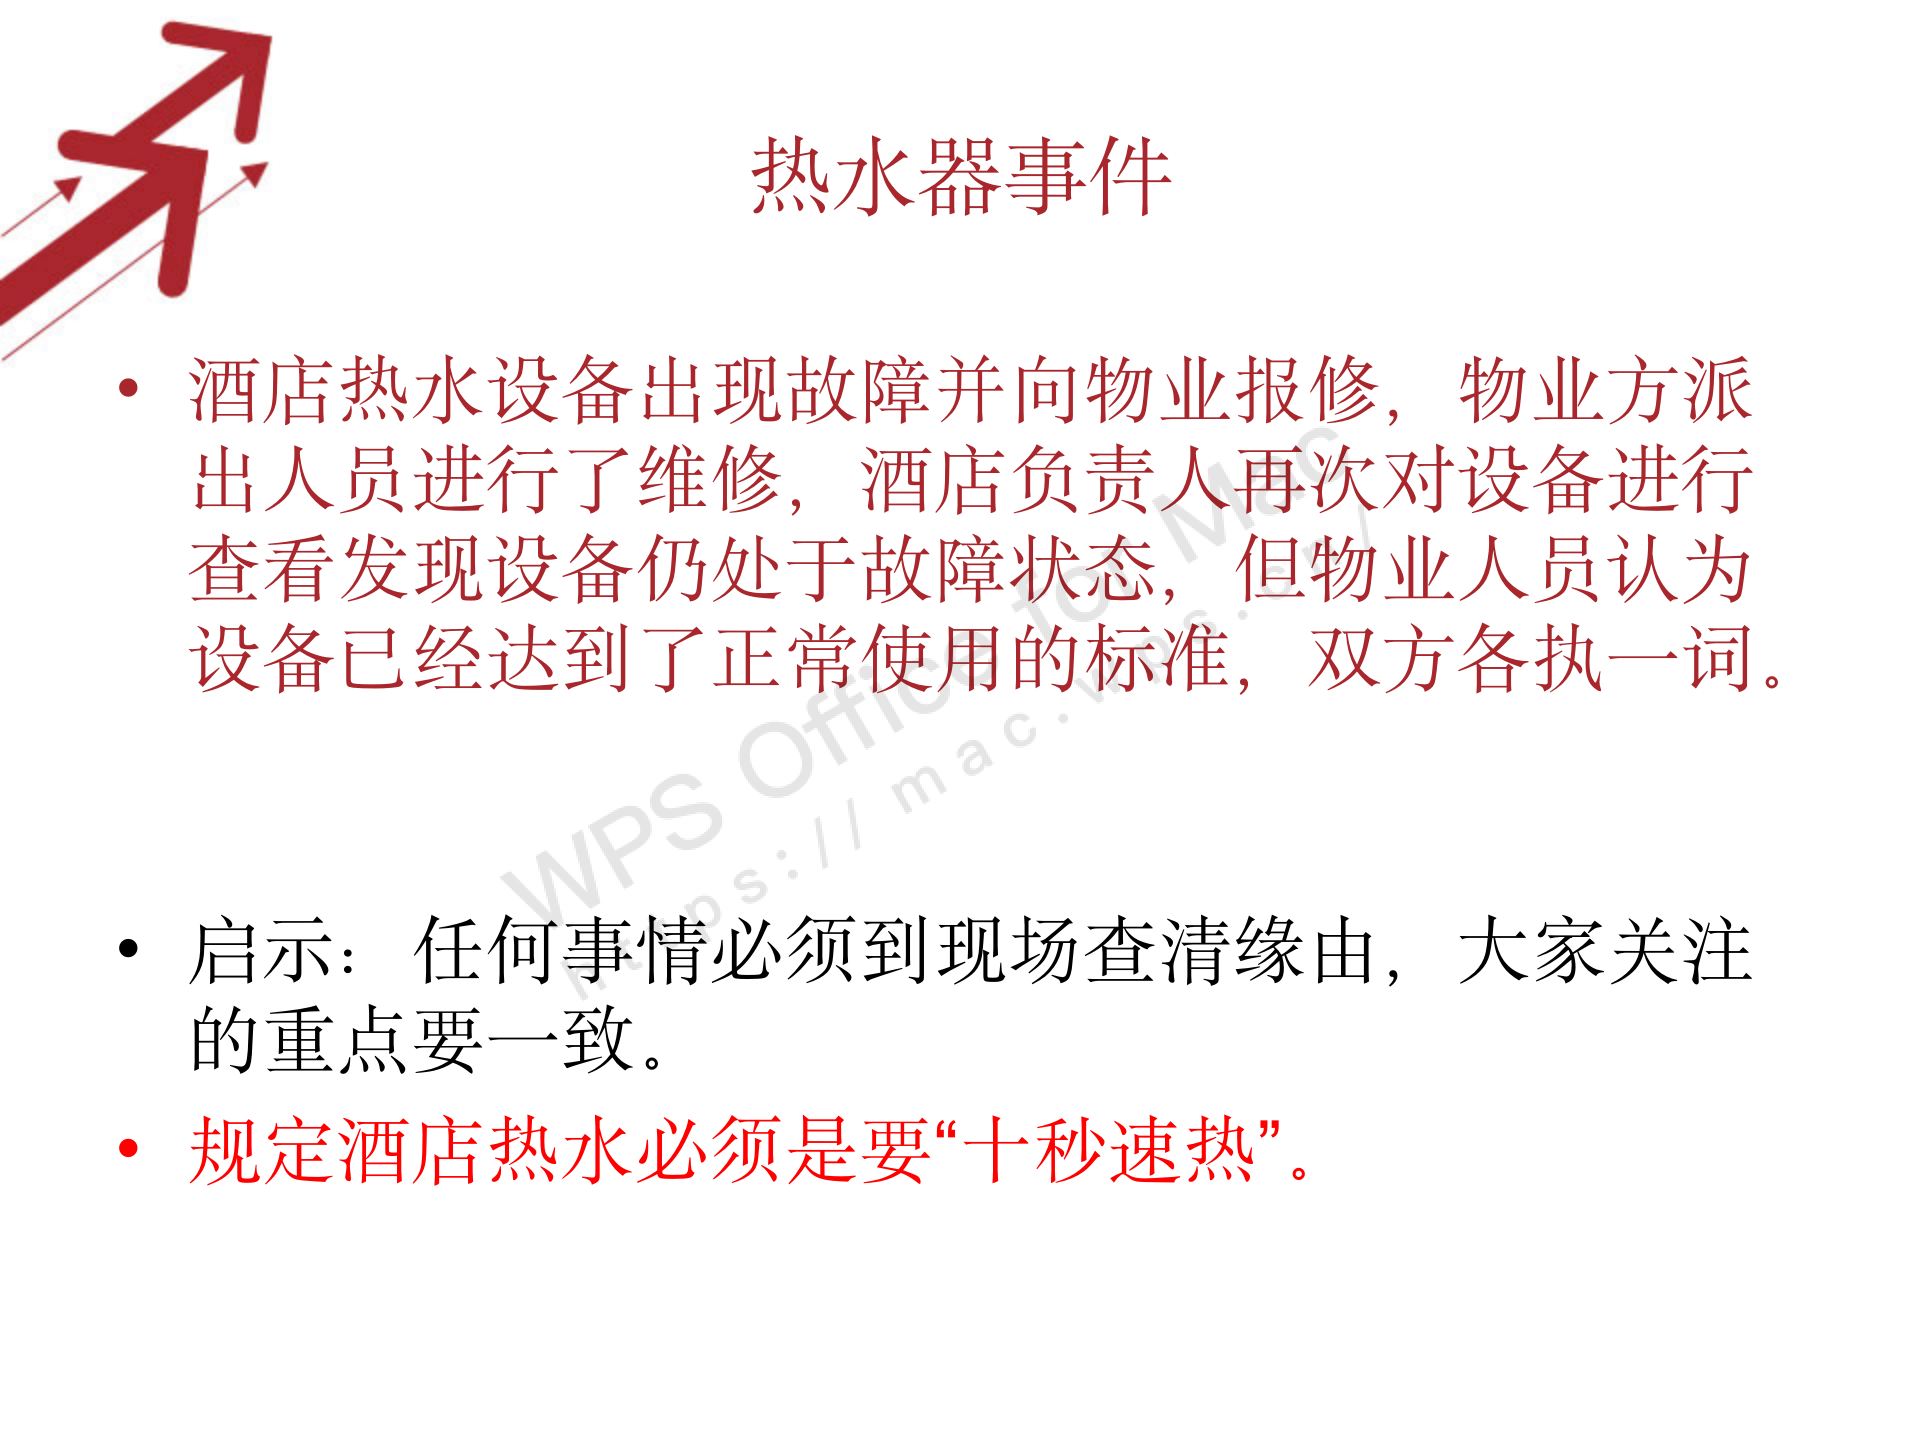 热水器事件
• 酒店热水设备出现故障并向物业报修，物业方派
出人员进行了维修，酒店负责人再次对设备进行
查看发现设备仍处于故障状态，但物业人员认为
设备已经达到了正常使用的标准，双方各执一词。
• 启示：任何事情必须到现场查清缘由，大家关注
的重点要一致。
• 规定酒店热水必须是要“十秒速热”。
WPS Office for Mac
https://mac.wps.cn/